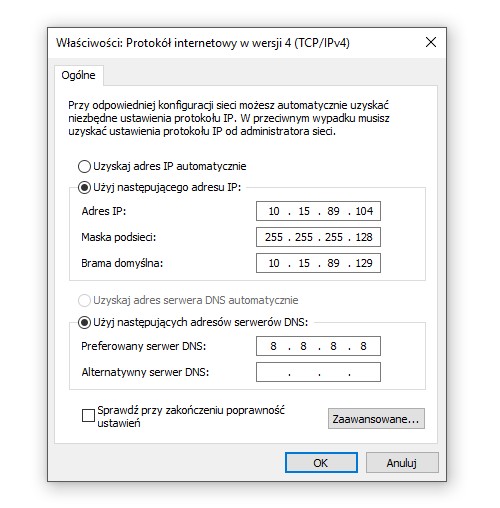 Właściwości: Protokół internetowy w wersji 4 (TCP/IPv4)
Ogólne
Przy odpowiedniej konfiguracji sieci możesz automatycznie uzyskać
niezbędne ustawienia protokołu IP. W przeciwnym wypadku musisz
uzyskać ustawienia protokołu IP od administratora sieci.
Uzyskaj adres IP automatycznie
Użyj następującego adresu IP:
Adres IP: 10 . 15 . 89 . 104
Maska podsieci: 255 . 255 . 255 . 128
Brama domyślna: 10 . 15 . 89 . 129
Uzyskaj adres serwera DNS automatycznie
Użyj następujących adresów serwerów DNS:
Preferowany serwer DNS: 8 . 8 . 8 . 8
Alternatywny serwer DNS: . . .
Sprawdź przy zakończeniu poprawność
ustawień
Zaawansowane...
OK Anuluj